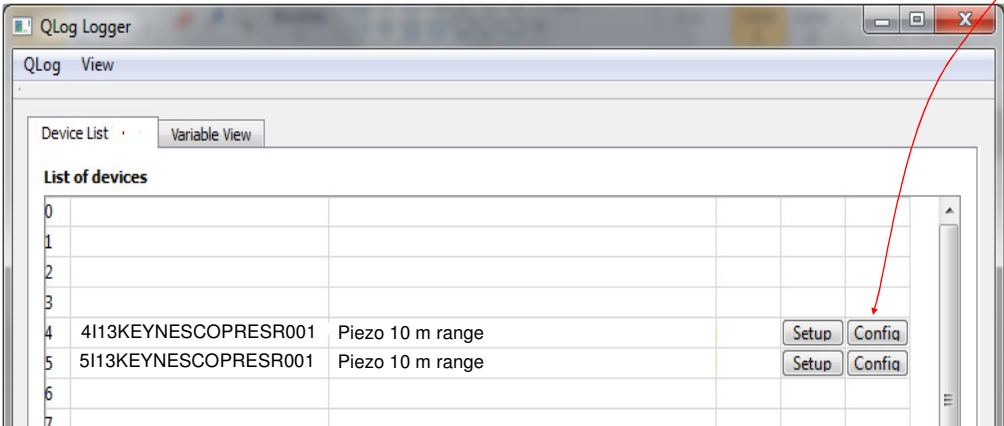 QLog Logger
QLog View
Device List Variable View
List of devices
0
1
2
3
4 4I13KEYNESCOPRESR001 Piezo 10 m range Setup Config
5 5I13KEYNESCOPRESR001 Piezo 10 m range Setup Config
6
7